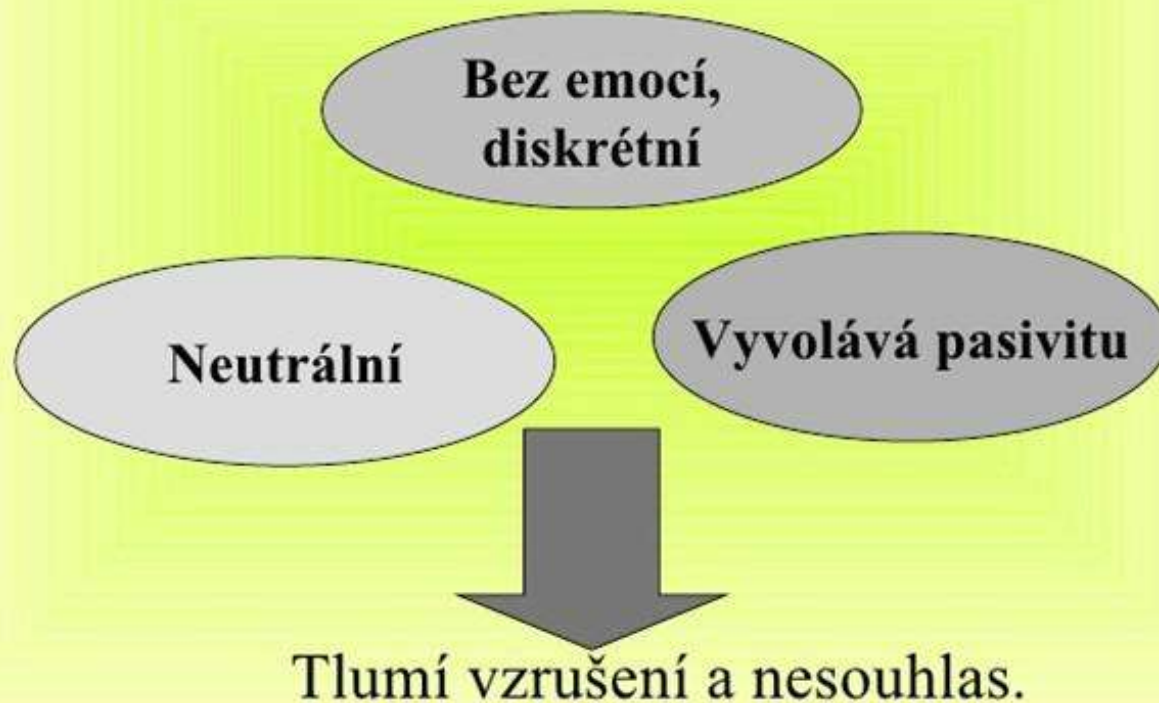 Bez emocí,
diskrétní
Neutrální
Vyvolává pasivitu
Tlumí vzrušení a nesouhlas.